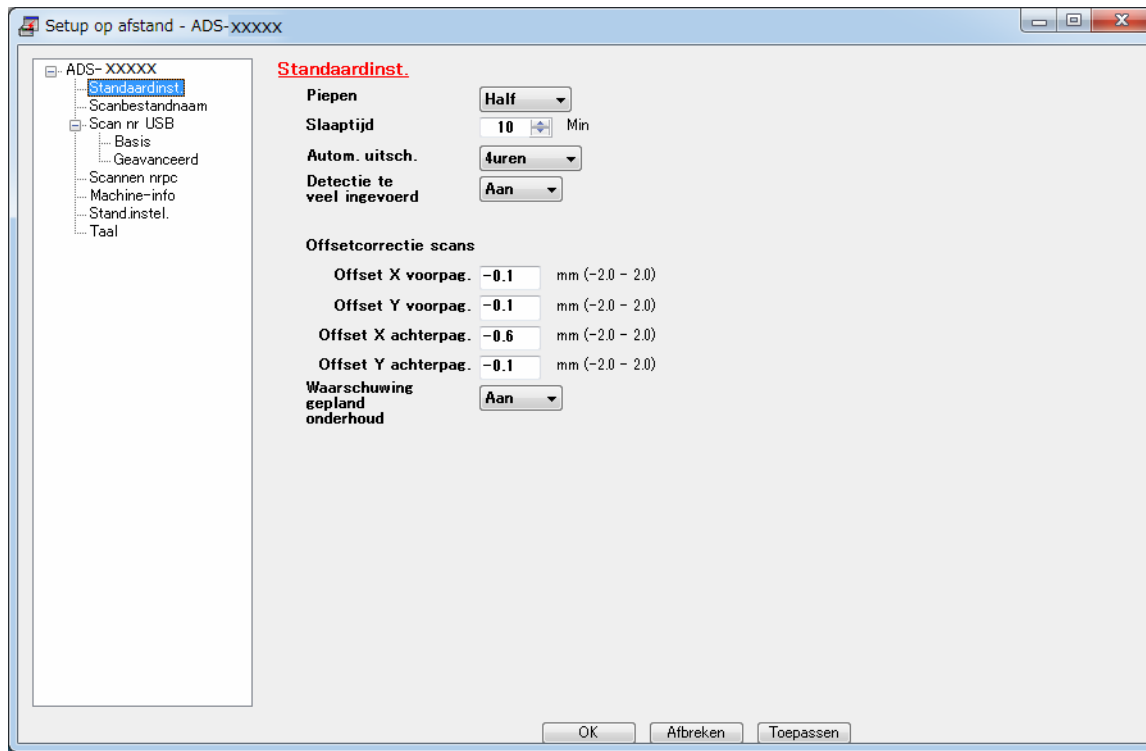 Setup op afstand - ADS-xxxxx
ADS- XXXXX
Standaardinst.
Scanbestandnaam
Scan nr USB
Basis
Geavanceerd
Scannen nrpc
Machine-info
Stand.instel.
Taal
Standaardinst.
Piepen Half
Slaaptijd 10 Min
Autom. uitsch. 4uren
Detectie te
veel ingevoerd Aan
Offsetcorrectie scans
Offset X voorpag. -0.1 mm (-2.0 - 2.0)
Offset Y voorpag. -0.1 mm (-2.0 - 2.0)
Offset X achterpag. -0.6 mm (-2.0 - 2.0)
Offset Y achterpag. -0.1 mm (-2.0 - 2.0)
Waarschuwing
gepland Aan
onderhoud
OK Afbreken Toepassen